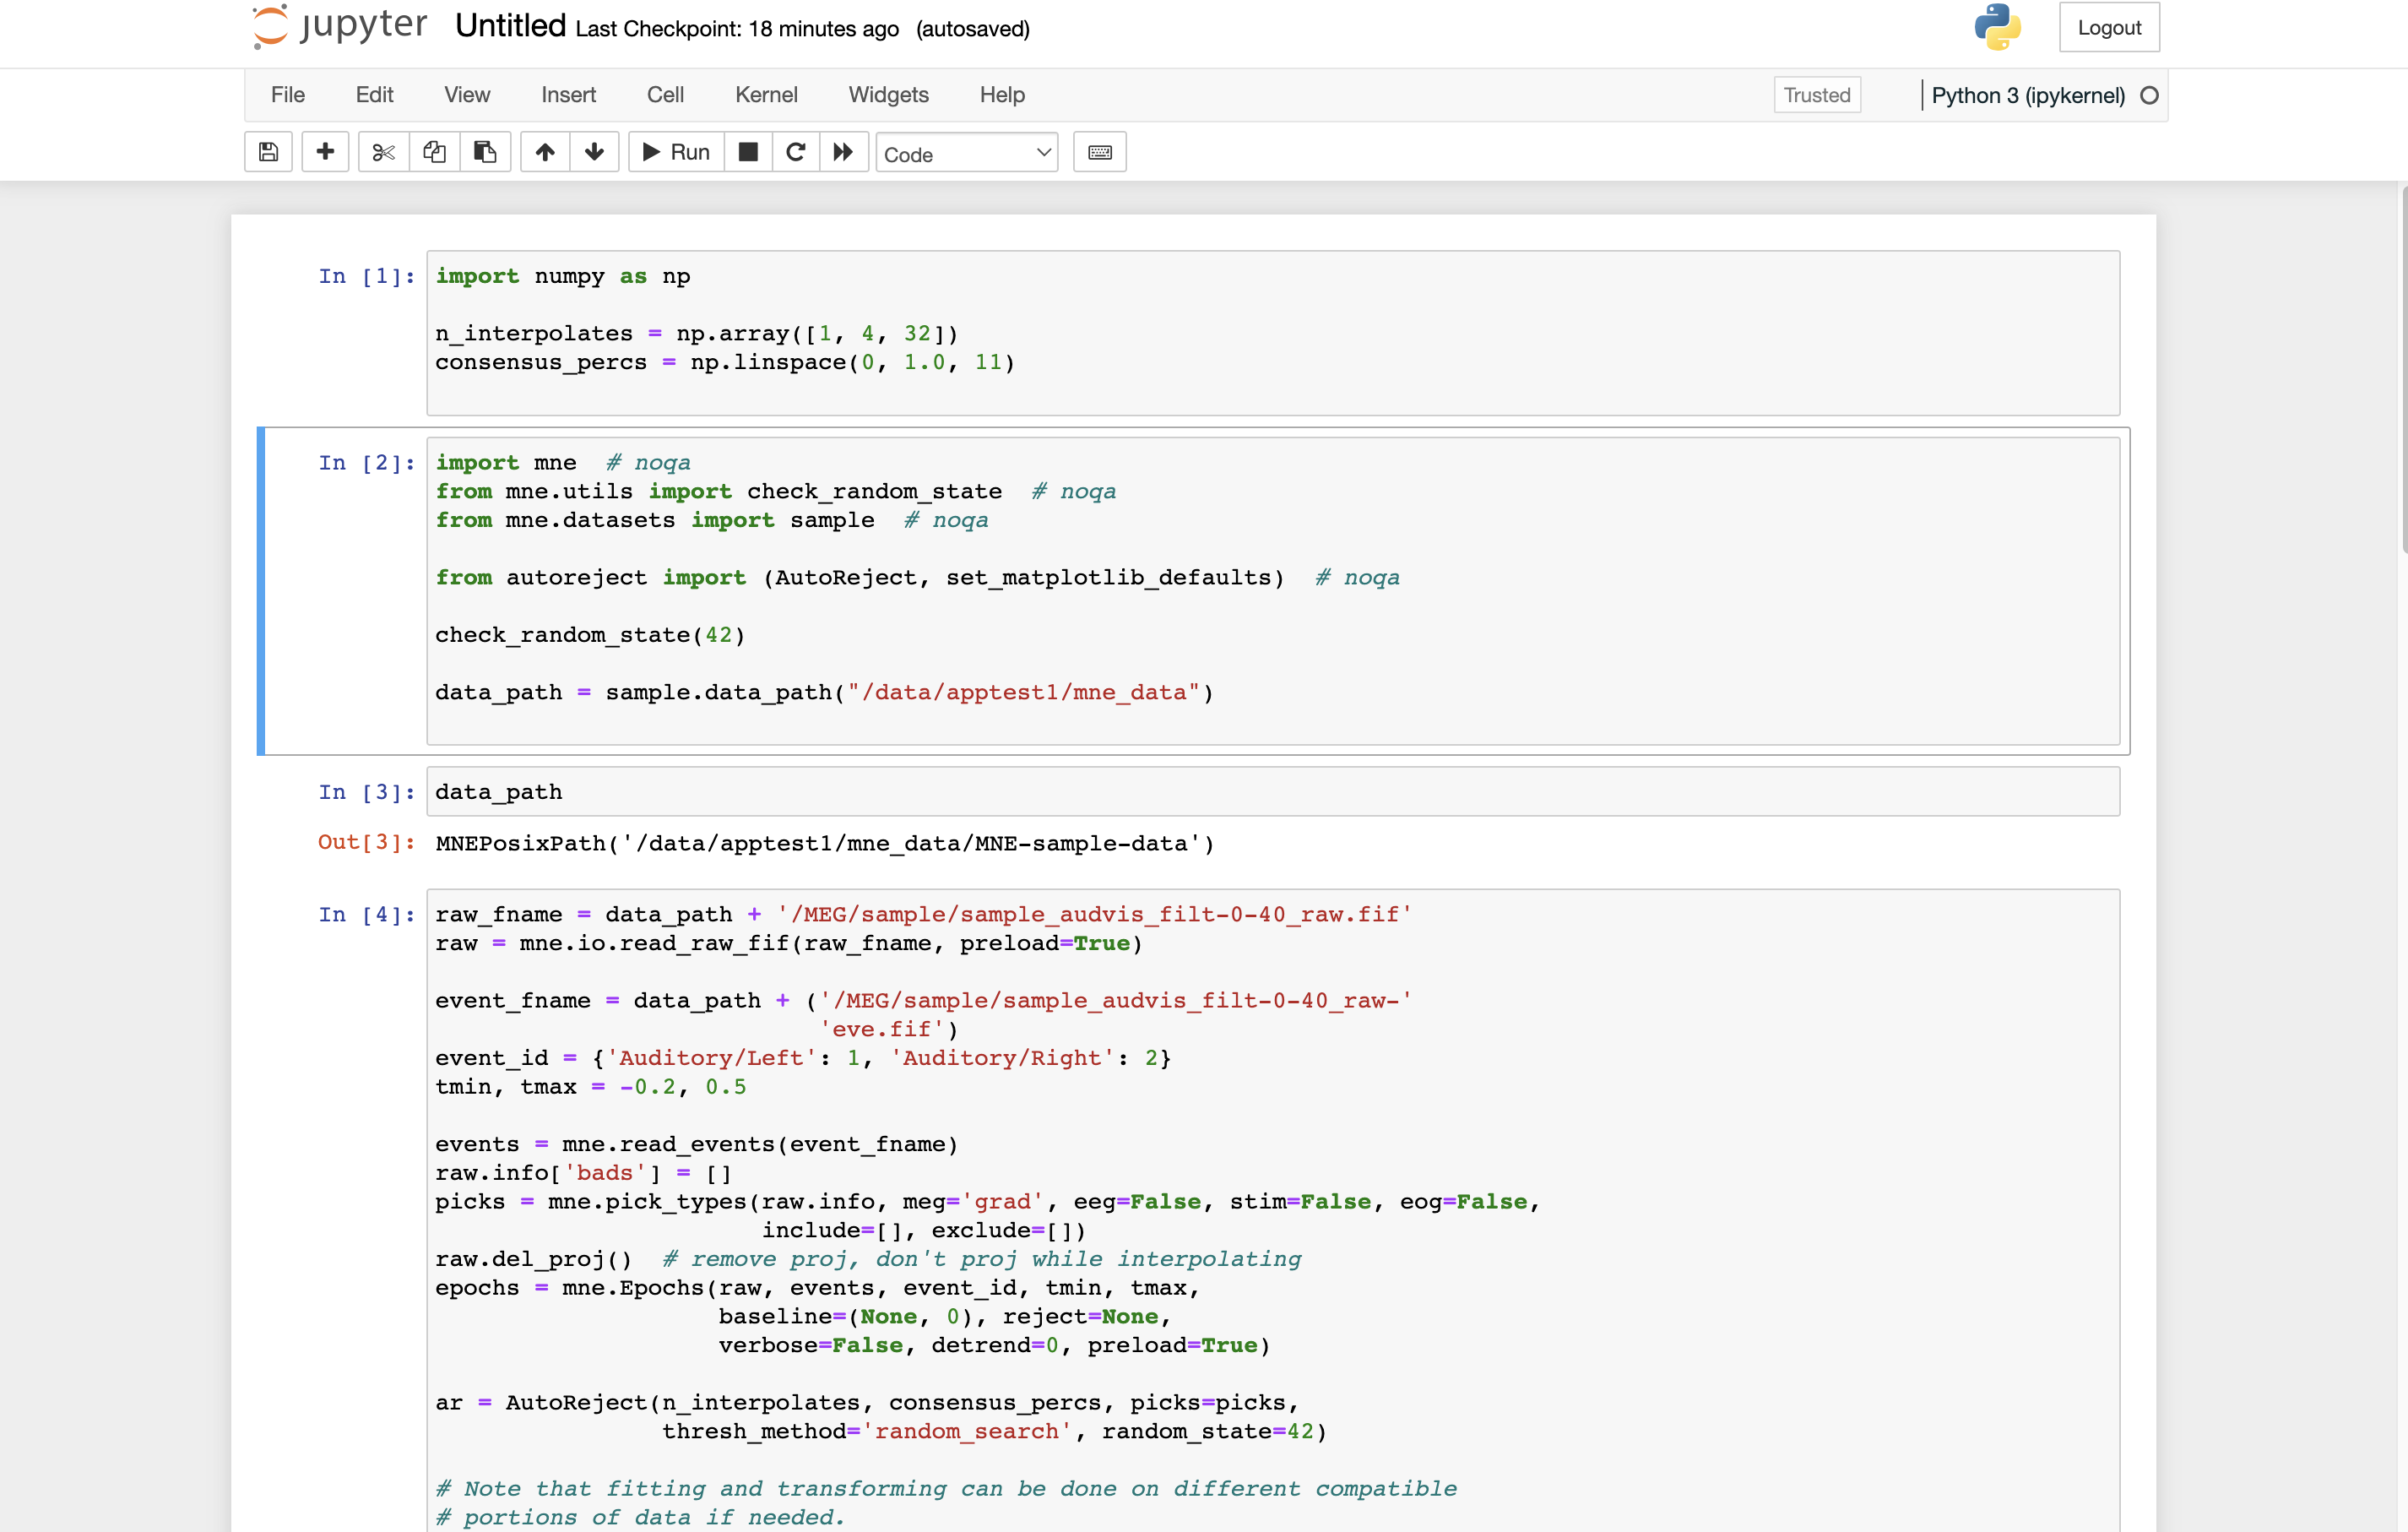 jupyter Untitled Last Checkpoint: 18 minutes ago (autosaved)
Logout
File Edit View Insert Cell Kernel Widgets Help
Trusted
Python 3 (ipykernel)
Run
Code
In [1]:
import numpy as np
n_interpolates = np.array([1, 4, 32])
consensus_percs = np.linspace(0, 1.0, 11)
In [2]:
import mne  # noqa
from mne.utils import check_random_state  # noqa
from mne.datasets import sample  # noqa
from autoreject import (AutoReject, set_matplotlib_defaults)  # noqa
check_random_state(42)
data_path = sample.data_path("/data/apptest1/mne_data")
In [3]:
data_path
Out[3]:
MNEPosixPath('/data/apptest1/mne_data/MNE-sample-data')
In [4]:
raw_fname = data_path + '/MEG/sample/sample_audvis_filt-0-40_raw.fif'
raw = mne.io.read_raw_fif(raw_fname, preload=True)
event_fname = data_path + ('/MEG/sample/sample_audvis_filt-0-40_raw-'
'eve.fif')
event_id = {'Auditory/Left': 1, 'Auditory/Right': 2}
tmin, tmax = -0.2, 0.5
events = mne.read_events(event_fname)
raw.info['bads'] = []
picks = mne.pick_types(raw.info, meg='grad', eeg=False, stim=False, eog=False,
include=[], exclude=[])
raw.del_proj()  # remove proj, don't proj while interpolating
epochs = mne.Epochs(raw, events, event_id, tmin, tmax,
baseline=(None, 0), reject=None,
verbose=False, detrend=0, preload=True)
ar = AutoReject(n_interpolates, consensus_percs, picks=picks,
thresh_method='random_search', random_state=42)
# Note that fitting and transforming can be done on different compatible
# portions of data if needed.